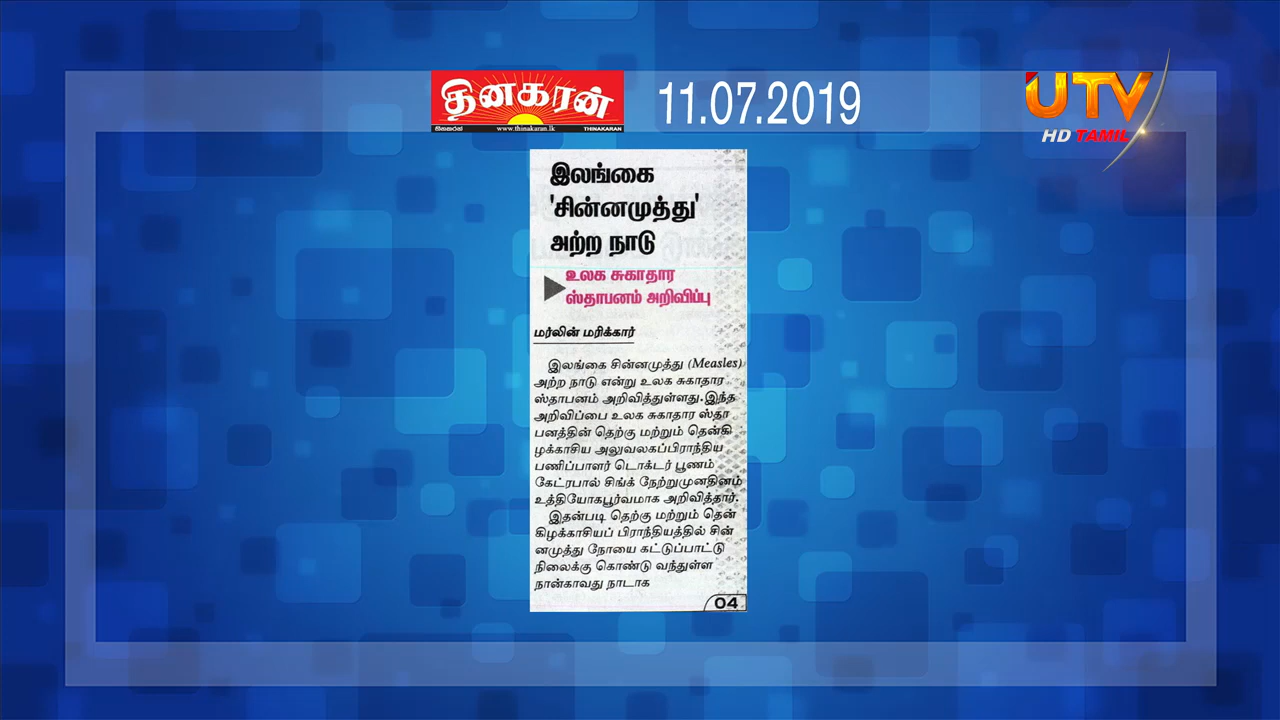 தினகரன்
தினகரன் www.thinakaran.lk THINAKARAN
11.07.2019
UTV
HD TAMIL
இலங்கை
'சின்னமுத்து'
அற்ற நாடு
உலக சுகாதார
ஸ்தாபனம் அறிவிப்பு
மர்லின் மரிக்கார்
இலங்கை சின்னமுத்து (Measles)
அற்ற நாடு என்று உலக சுகாதார
ஸ்தாபனம் அறிவித்துள்ளது.இந்த
அறிவிப்பை உலக சுகாதார ஸ்தா
பனத்தின் தெற்கு மற்றும் தென்கி
ழக்காசிய அலுவலகப்பிராந்திய
பணிப்பாளர் டொக்டர் பூணம்
கேட்ரபால் சிங்க் நேற்றுமுனதினம்
உத்தியோகபூர்வமாக அறிவித்தார்.
இதன்படி தெற்கு மற்றும் தென்
கிழக்காசியப் பிராந்தியத்தில் சின்
னமுத்து நோயை கட்டுப்பாட்டு
நிலைக்கு கொண்டு வந்துள்ள
நான்காவது நாடாக
04